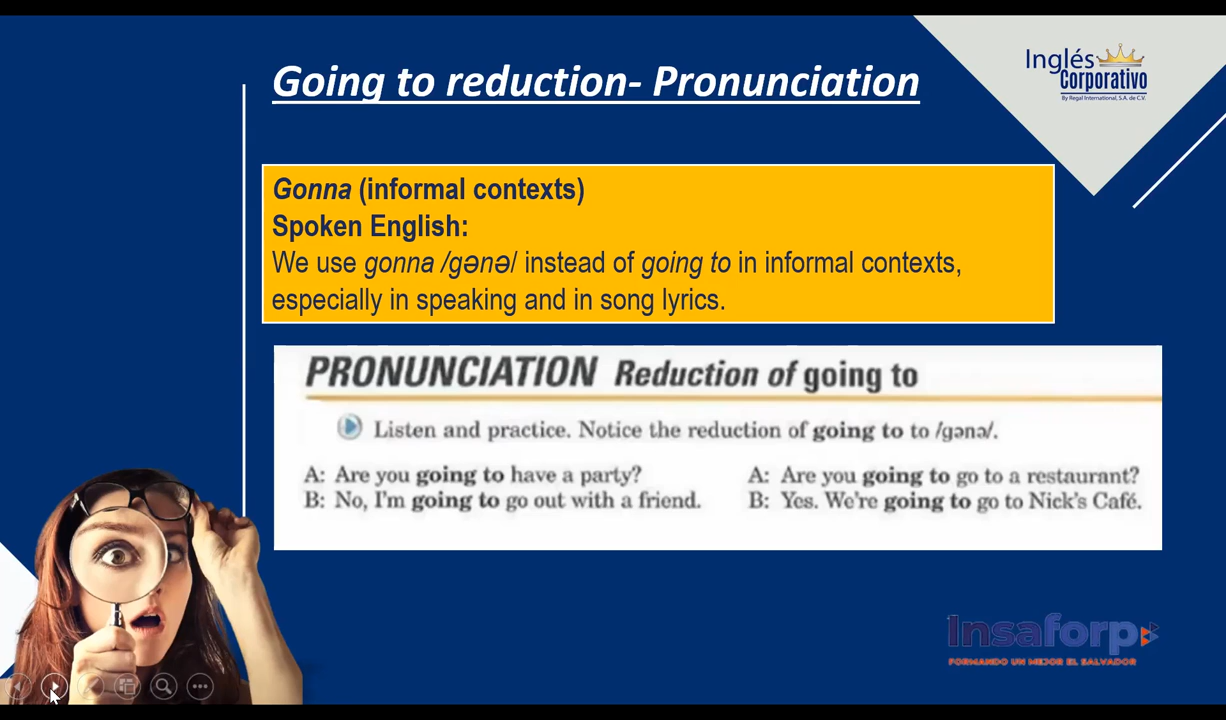 Going to reduction- Pronunciation
Inglés
Corporativo
By Regal International, S.A. de C.V.
Gonna (informal contexts)
Spoken English:
We use gonna /gənə/ instead of going to in informal contexts,
especially in speaking and in song lyrics.
PRONUNCIATION Reduction of going to
Listen and practice. Notice the reduction of going to to /gənə/.
A: Are you going to have a party?
B: No, I'm going to go out with a friend.
A: Are you going to go to a restaurant?
B: Yes. We're going to go to Nick's Café.
Insaforp
FORMANDO UN MEJOR EL SALVADOR